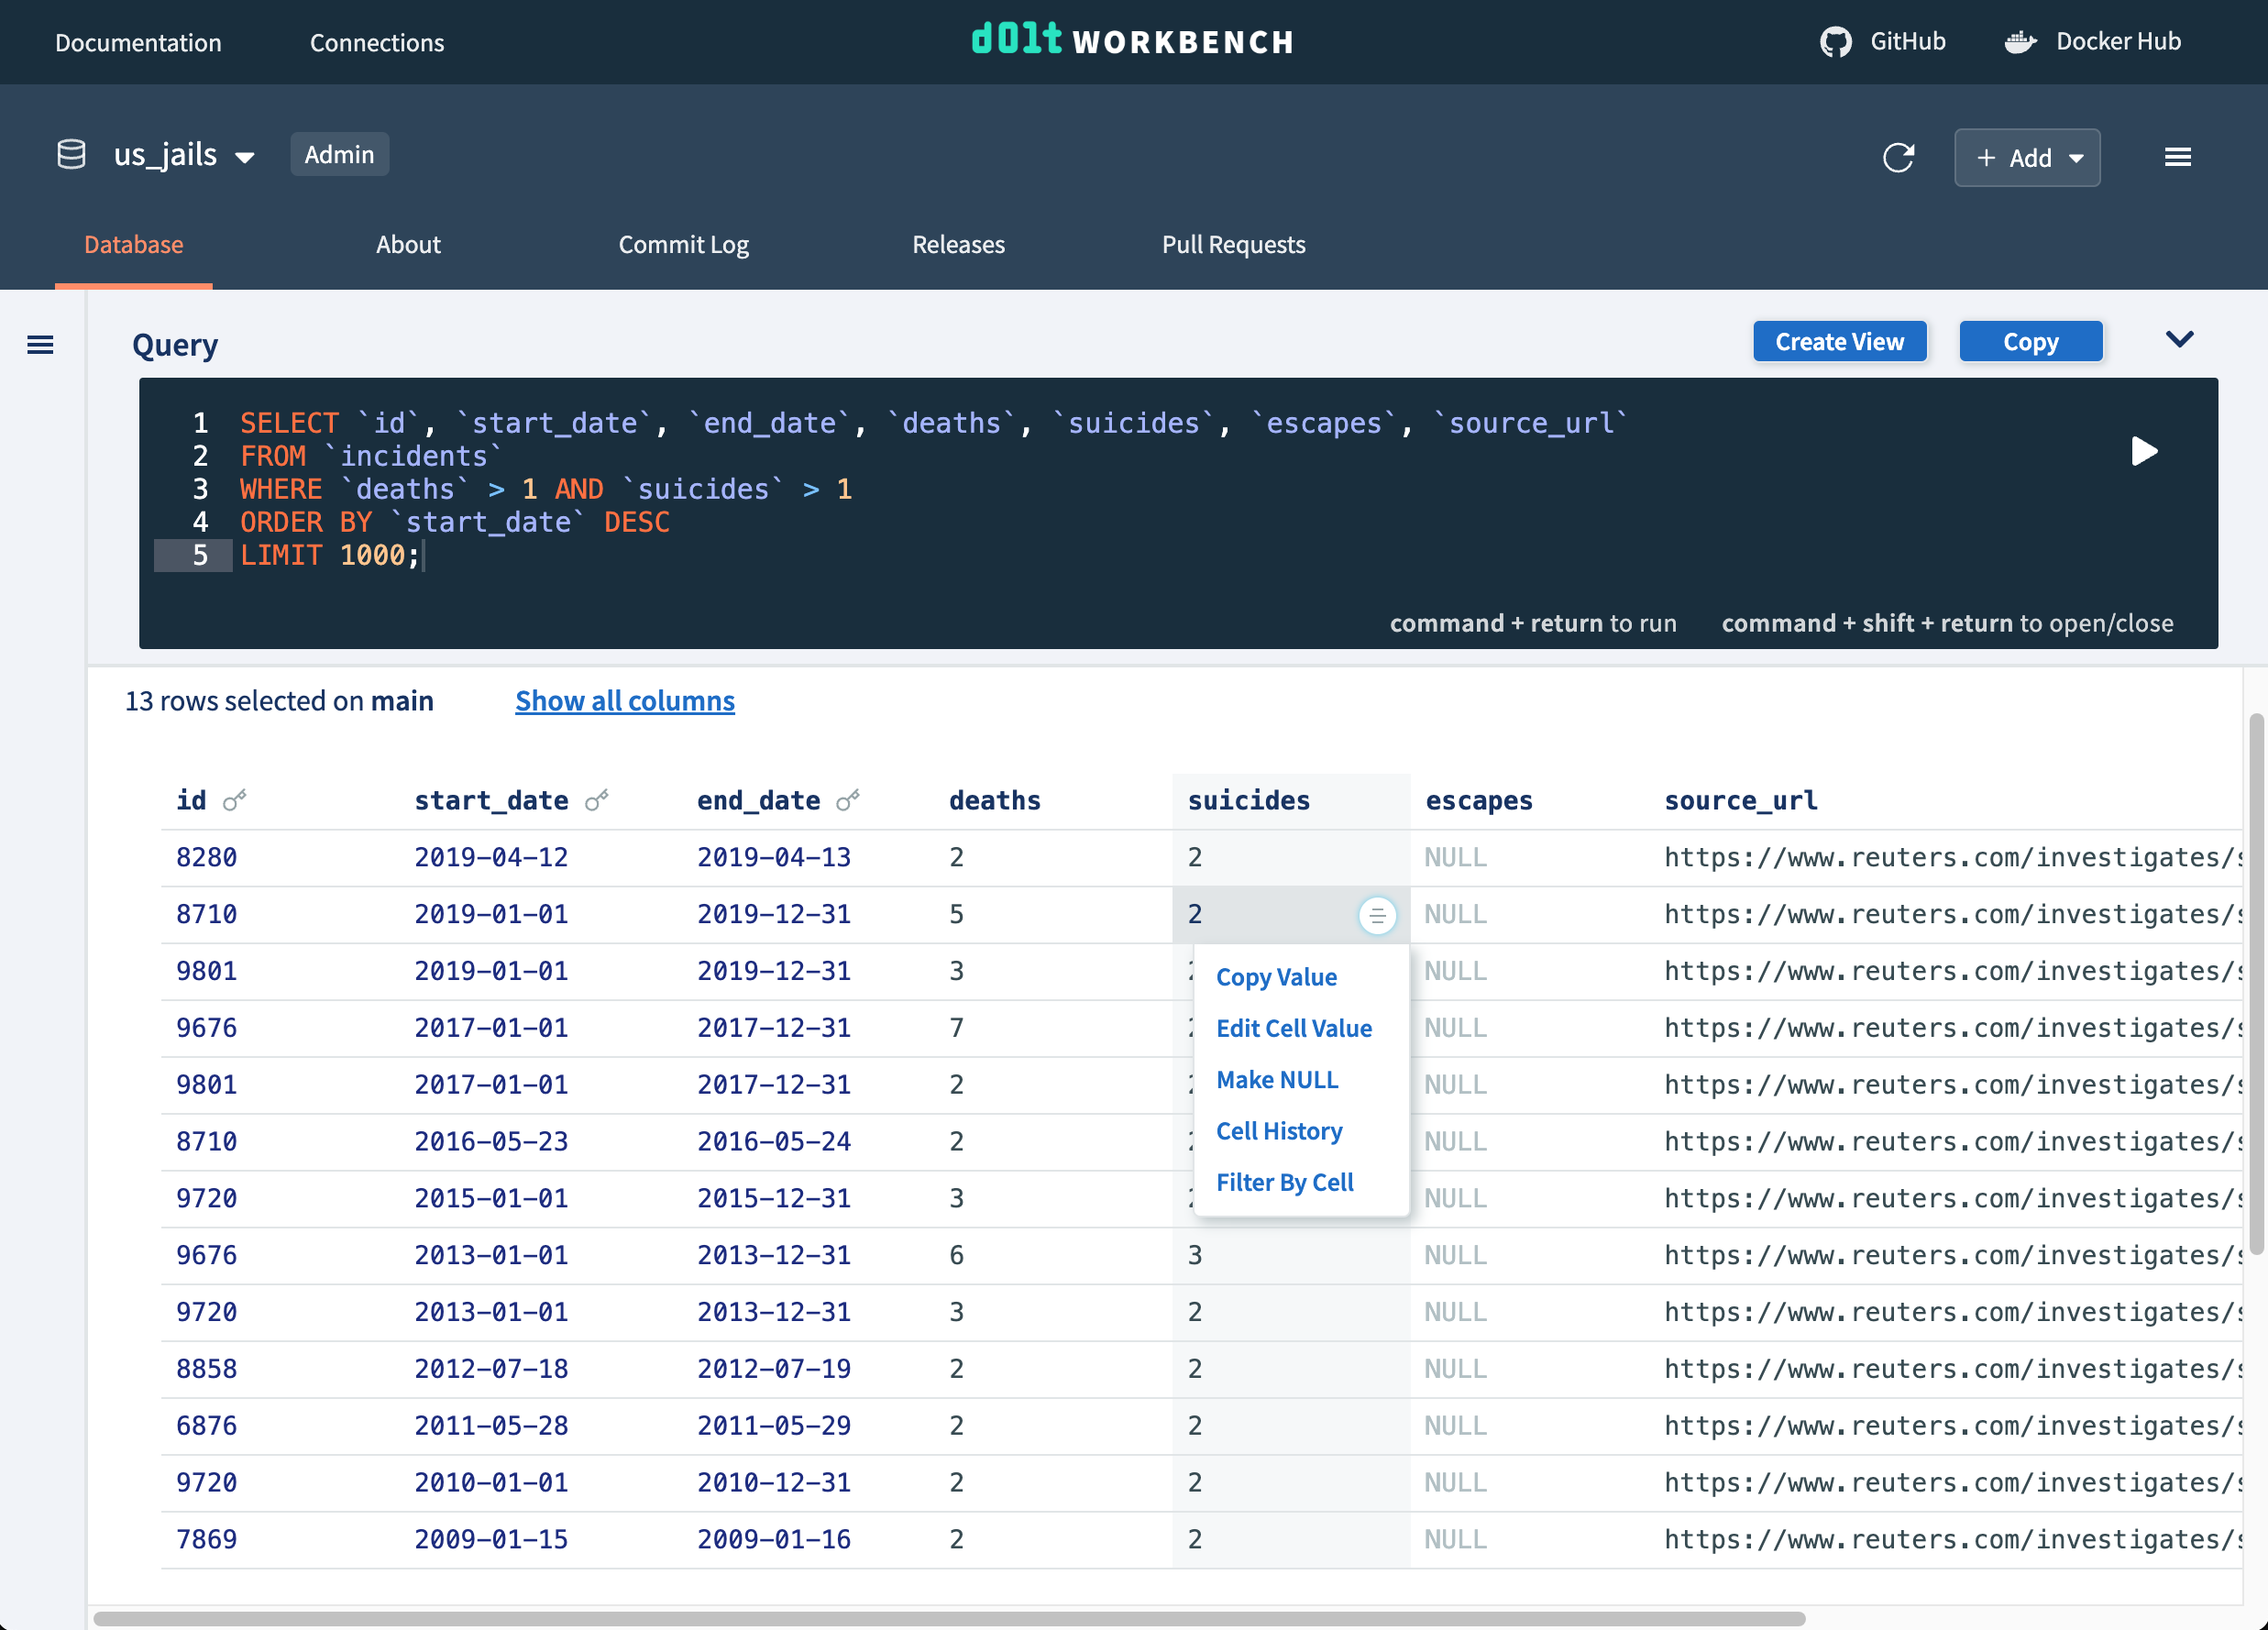 Documentation Connections dolt WORKBENCH GitHub Docker Hub
us_jails Admin + Add
Database About Commit Log Releases Pull Requests
Query Create View Copy
1 SELECT `id`, `start_date`, `end_date`, `deaths`, `suicides`, `escapes`, `source_url`
2 FROM `incidents`
3 WHERE `deaths` > 1 AND `suicides` > 1
4 ORDER BY `start_date` DESC
5 LIMIT 1000;
command + return to run command + shift + return to open/close
13 rows selected on main Show all columns
id start_date end_date deaths suicides escapes source_url
8280 2019-04-12 2019-04-13 2 2 NULL https://www.reuters.com/investigates/s
8710 2019-01-01 2019-12-31 5 2 NULL https://www.reuters.com/investigates/s
9801 2019-01-01 2019-12-31 3 NULL https://www.reuters.com/investigates/s
Copy Value
9676 2017-01-01 2017-12-31 7 NULL https://www.reuters.com/investigates/s
Edit Cell Value
9801 2017-01-01 2017-12-31 2 NULL https://www.reuters.com/investigates/s
Make NULL
8710 2016-05-23 2016-05-24 2 NULL https://www.reuters.com/investigates/s
Cell History
9720 2015-01-01 2015-12-31 3 NULL https://www.reuters.com/investigates/s
Filter By Cell
9676 2013-01-01 2013-12-31 6 3 NULL https://www.reuters.com/investigates/s
9720 2013-01-01 2013-12-31 3 2 NULL https://www.reuters.com/investigates/s
8858 2012-07-18 2012-07-19 2 2 NULL https://www.reuters.com/investigates/s
6876 2011-05-28 2011-05-29 2 2 NULL https://www.reuters.com/investigates/s
9720 2010-01-01 2010-12-31 2 2 NULL https://www.reuters.com/investigates/s
7869 2009-01-15 2009-01-16 2 2 NULL https://www.reuters.com/investigates/s